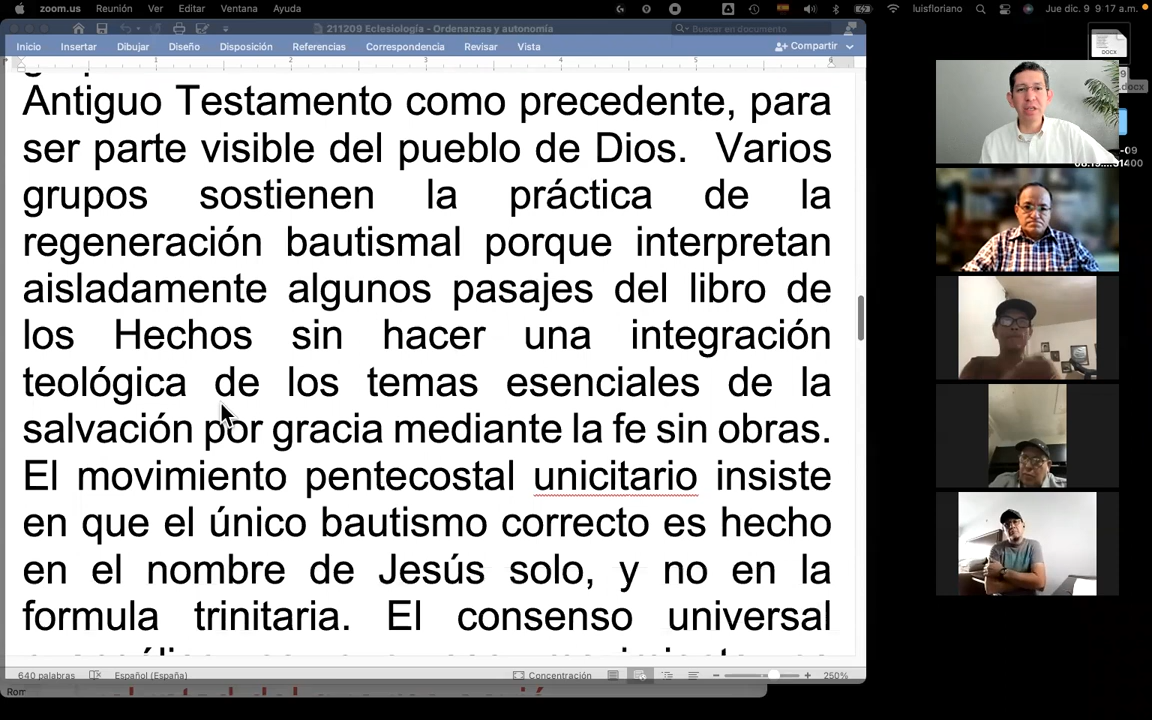 zoom.us Reunión Ver Editar Ventana Ayuda luisfloriano Jue dic. 9 9 17 a.m.
211209 Eclesiología - Ordenanzas y autonomía Buscar en documento
Inicio Insertar Dibujar Diseño Disposición Referencias Correspondencia Revisar Vista Compartir
Antiguo Testamento como precedente, para
ser parte visible del pueblo de Dios. Varios
grupos sostienen la práctica de la
regeneración bautismal porque interpretan
aisladamente algunos pasajes del libro de
los Hechos sin hacer una integración
teológica de los temas esenciales de la
salvación por gracia mediante la fe sin obras.
El movimiento pentecostal unicitario insiste
en que el único bautismo correcto es hecho
en el nombre de Jesús solo, y no en la
formula trinitaria. El consenso universal
640 palabras Español (España) Concentración 250%